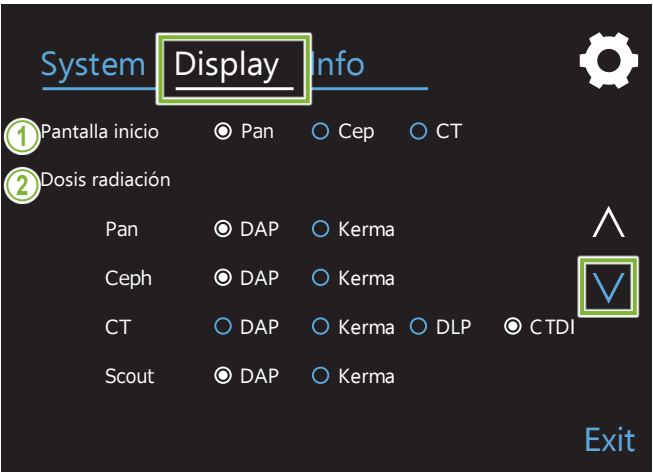 System Display Info
1 Pantalla inicio Pan Cep CT
2 Dosis radiación
Pan DAP Kerma
Ceph DAP Kerma
CT DAP Kerma DLP CTDI
Scout DAP Kerma
Exit